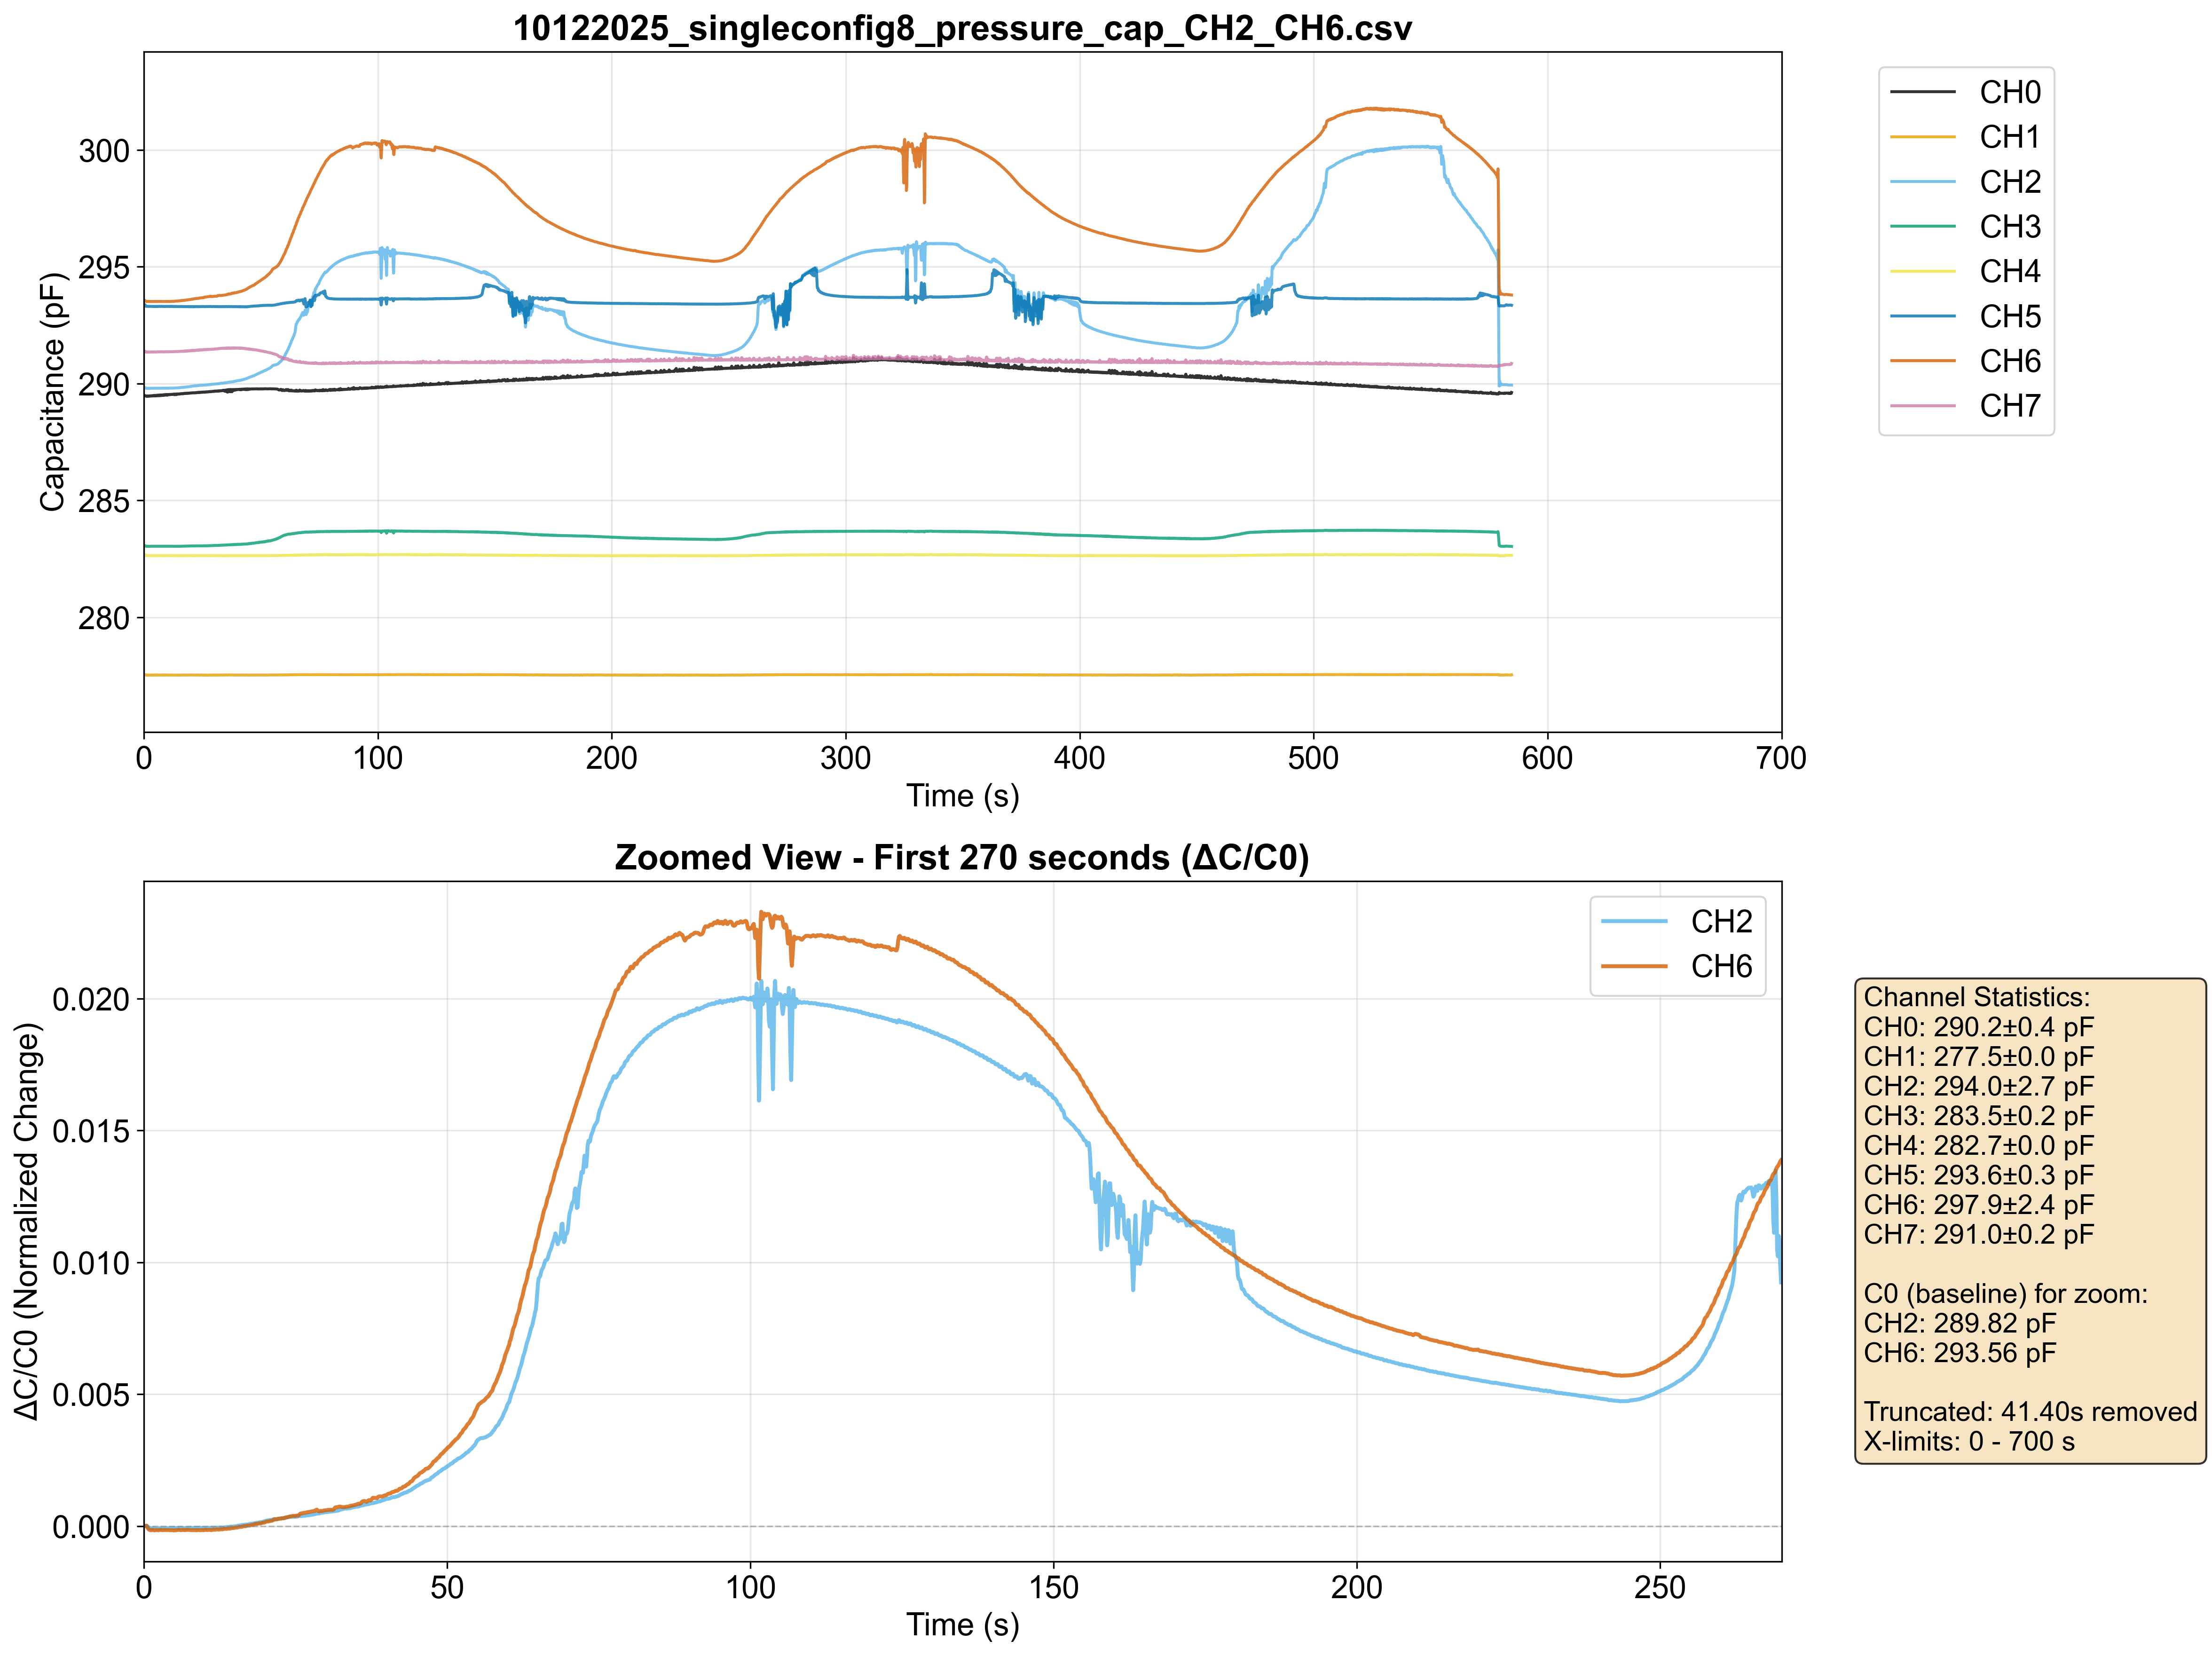 10122025_singleconfig8_pressure_cap_CH2_CH6.csv
Capacitance (pF)
300
295
290
285
280
0
100
200
300
400
500
600
700
Time (s)
CH0
CH1
CH2
CH3
CH4
CH5
CH6
CH7
Zoomed View - First 270 seconds (ΔC/C0)
ΔC/C0 (Normalized Change)
0.020
0.015
0.010
0.005
0.000
0
50
100
150
200
250
Time (s)
CH2
CH6
Channel Statistics:
CH0: 290.2±0.4 pF
CH1: 277.5±0.0 pF
CH2: 294.0±2.7 pF
CH3: 283.5±0.2 pF
CH4: 282.7±0.0 pF
CH5: 293.6±0.3 pF
CH6: 297.9±2.4 pF
CH7: 291.0±0.2 pF
C0 (baseline) for zoom:
CH2: 289.82 pF
CH6: 293.56 pF
Truncated: 41.40s removed
X-limits: 0 - 700 s